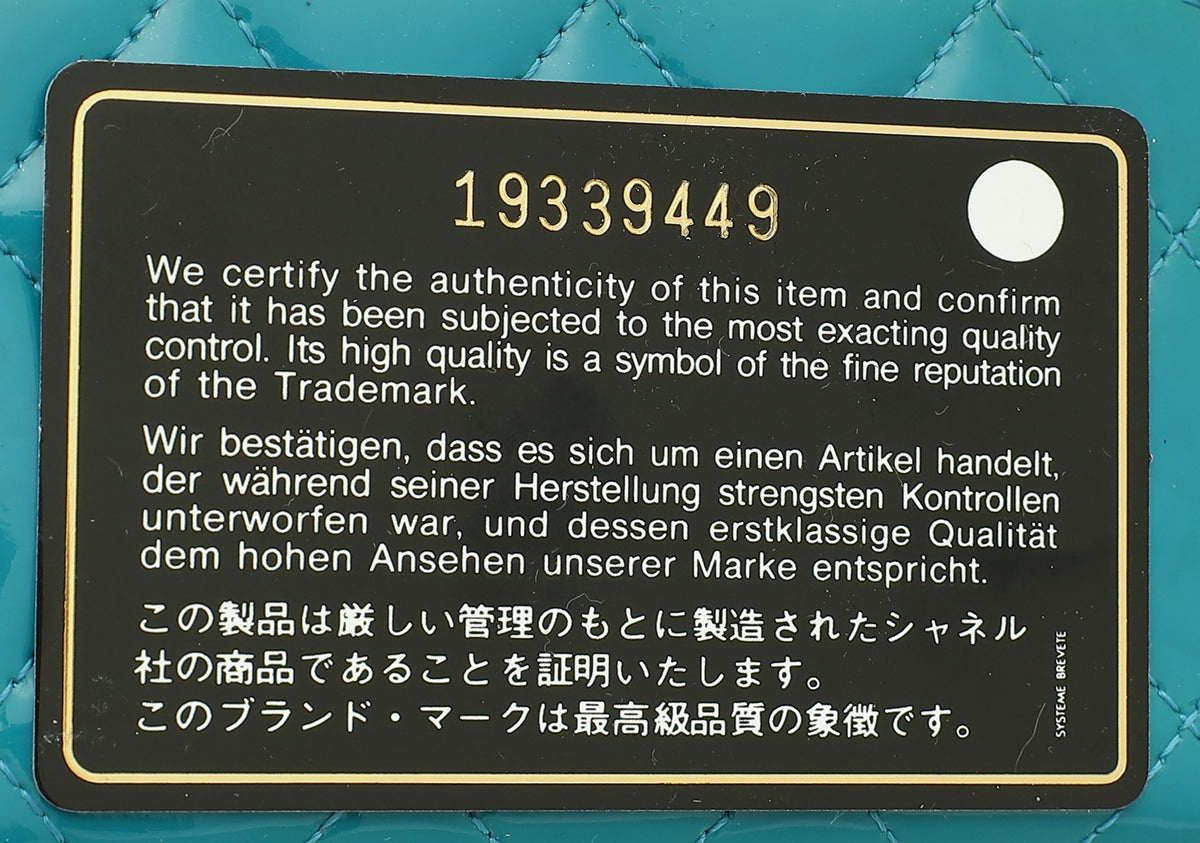 19339449
We certify the authenticity of this item and confirm
that it has been subjected to the most exacting quality
control. Its high quality is a symbol of the fine reputation
of the Trademark.
Wir bestätigen, dass es sich um einen Artikel handelt,
der während seiner Herstellung strengsten Kontrollen
unterworfen war, und dessen erstklassige Qualität
dem hohen Ansehen unserer Marke entspricht.
この製品は厳しい管理のもとに製造されたシャネル
社の商品であることを証明いたします。
このブランド・マークは最高級品質の象徴です。
SYSTEME BREVETE